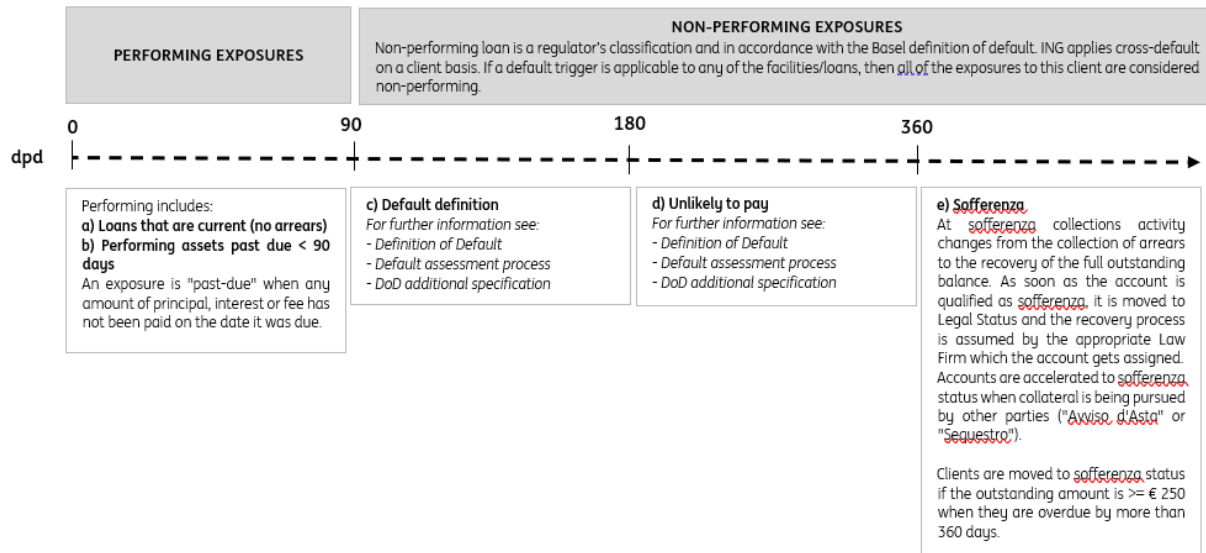 PERFORMING EXPOSURES
NON-PERFORMING EXPOSURES
Non-performing loan is a regulator's classification and in accordance with the Basel definition of default. ING applies cross-default
on a client basis. If a default trigger is applicable to any of the facilities/loans, then all of the exposures to this client are considered
non-performing.
0
90
180
360
dpd
Performing includes:
a) Loans that are current (no arrears)
b) Performing assets past due < 90
days
An exposure is "past-due" when any
amount of principal, interest or fee has
not been paid on the date it was due.
c) Default definition
For further information see:
- Definition of Default
- Default assessment process
- DoD additional specification
d) Unlikely to pay
For further information see:
- Definition of Default
- Default assessment process
- DoD additional specification
e) Sofferenza
At sofferenza collections activity
changes from the collection of arrears
to the recovery of the full outstanding
balance. As soon as the account is
qualified as sofferenza, it is moved to
Legal Status and the recovery process
is assumed by the appropriate Law
Firm which the account gets assigned.
Accounts are accelerated to sofferenza
status when collateral is being pursued
by other parties ("Avviso d'Asta" or
"Sequestro").
Clients are moved to sofferenza status
if the outstanding amount is >= € 250
when they are overdue by more than
360 days.